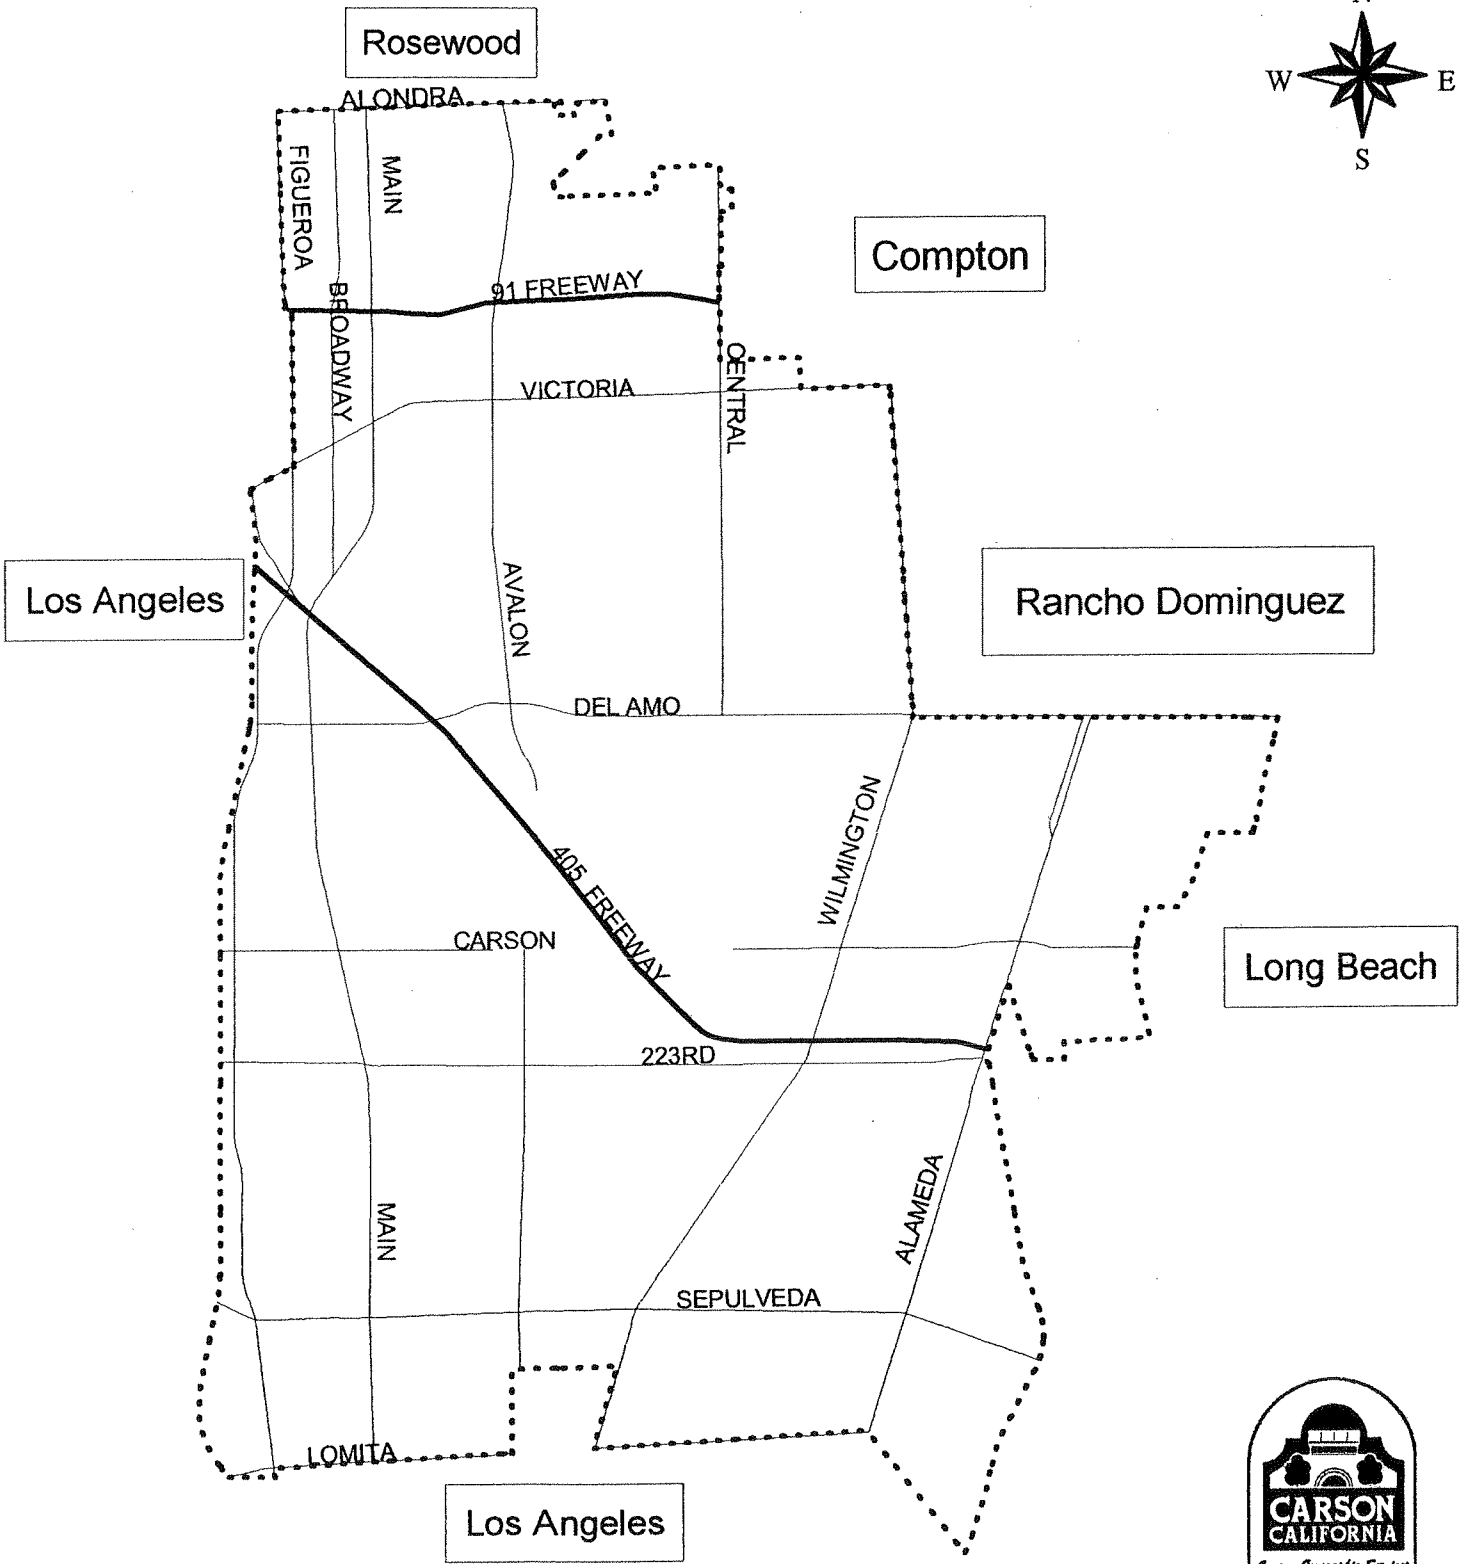 Rosewood
W
E
S
ALONDRA
FIGUEROA
MAIN
Compton
91 FREEWAY
BROADWAY
CENTRAL
VICTORIA
Los Angeles
AVALON
Rancho Dominguez
DEL AMO
WILMINGTON
405 FREEWAY
CARSON
Long Beach
223RD
ALAMEDA
MAIN
SEPULVEDA
LOMITA
Los Angeles
CARSON
CALIFORNIA